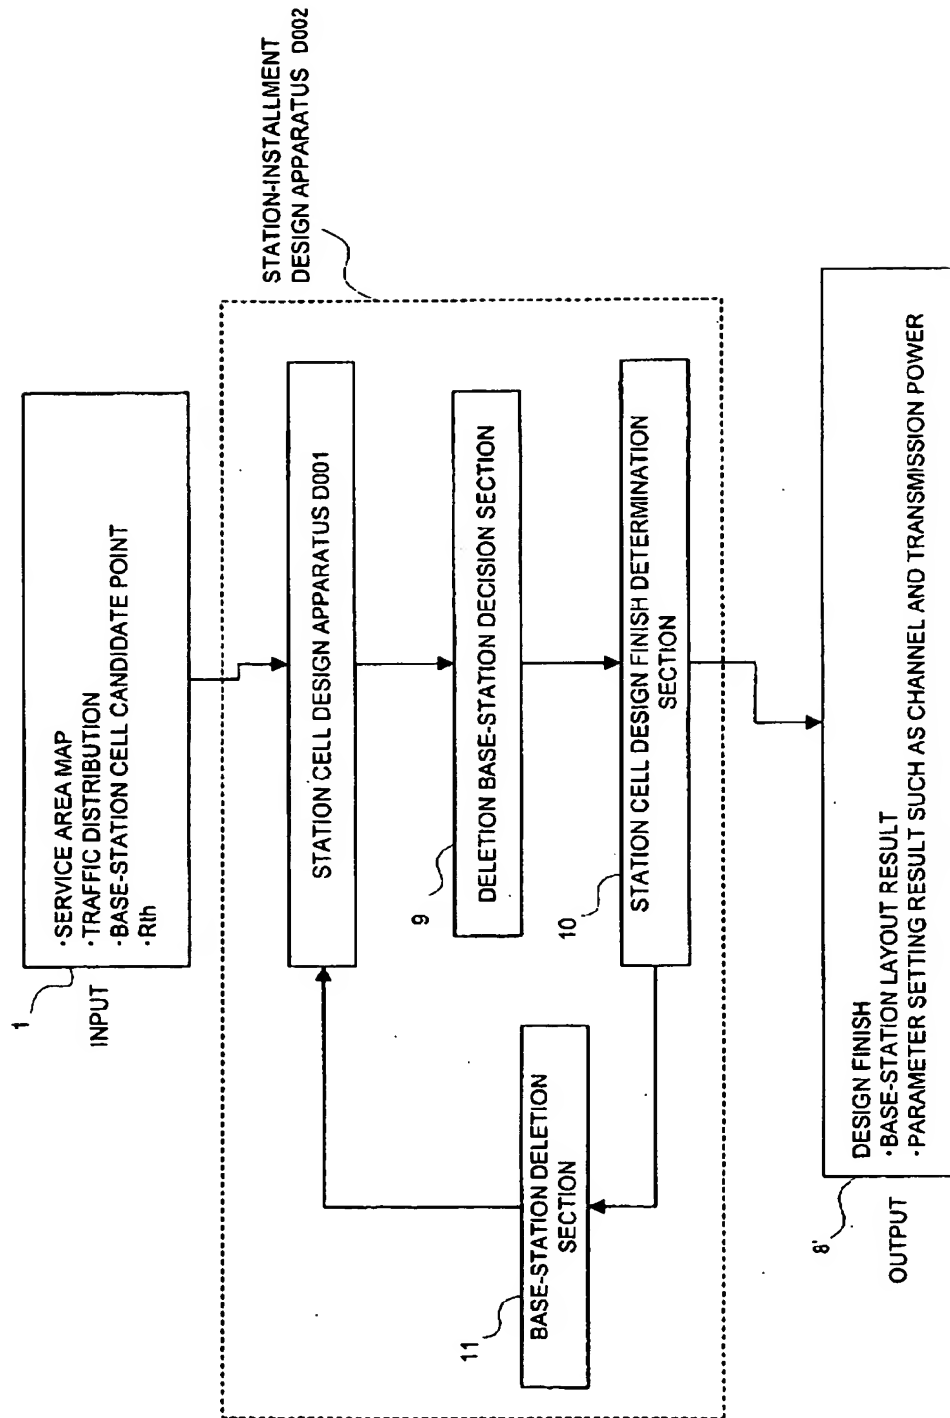 1
INPUT
·SERVICE AREA MAP
·TRAFFIC DISTRIBUTION
·BASE-STATION CELL CANDIDATE POINT
·Rth
STATION-INSTALLMENT
DESIGN APPARATUS D002
STATION CELL DESIGN APPARATUS D001
9
DELETION BASE-STATION DECISION SECTION
10
STATION CELL DESIGN FINISH DETERMINATION
SECTION
11
BASE-STATION DELETION
SECTION
8'
OUTPUT
DESIGN FINISH
·BASE-STATION LAYOUT RESULT
·PARAMETER SETTING RESULT SUCH AS CHANNEL AND TRANSMISSION POWER